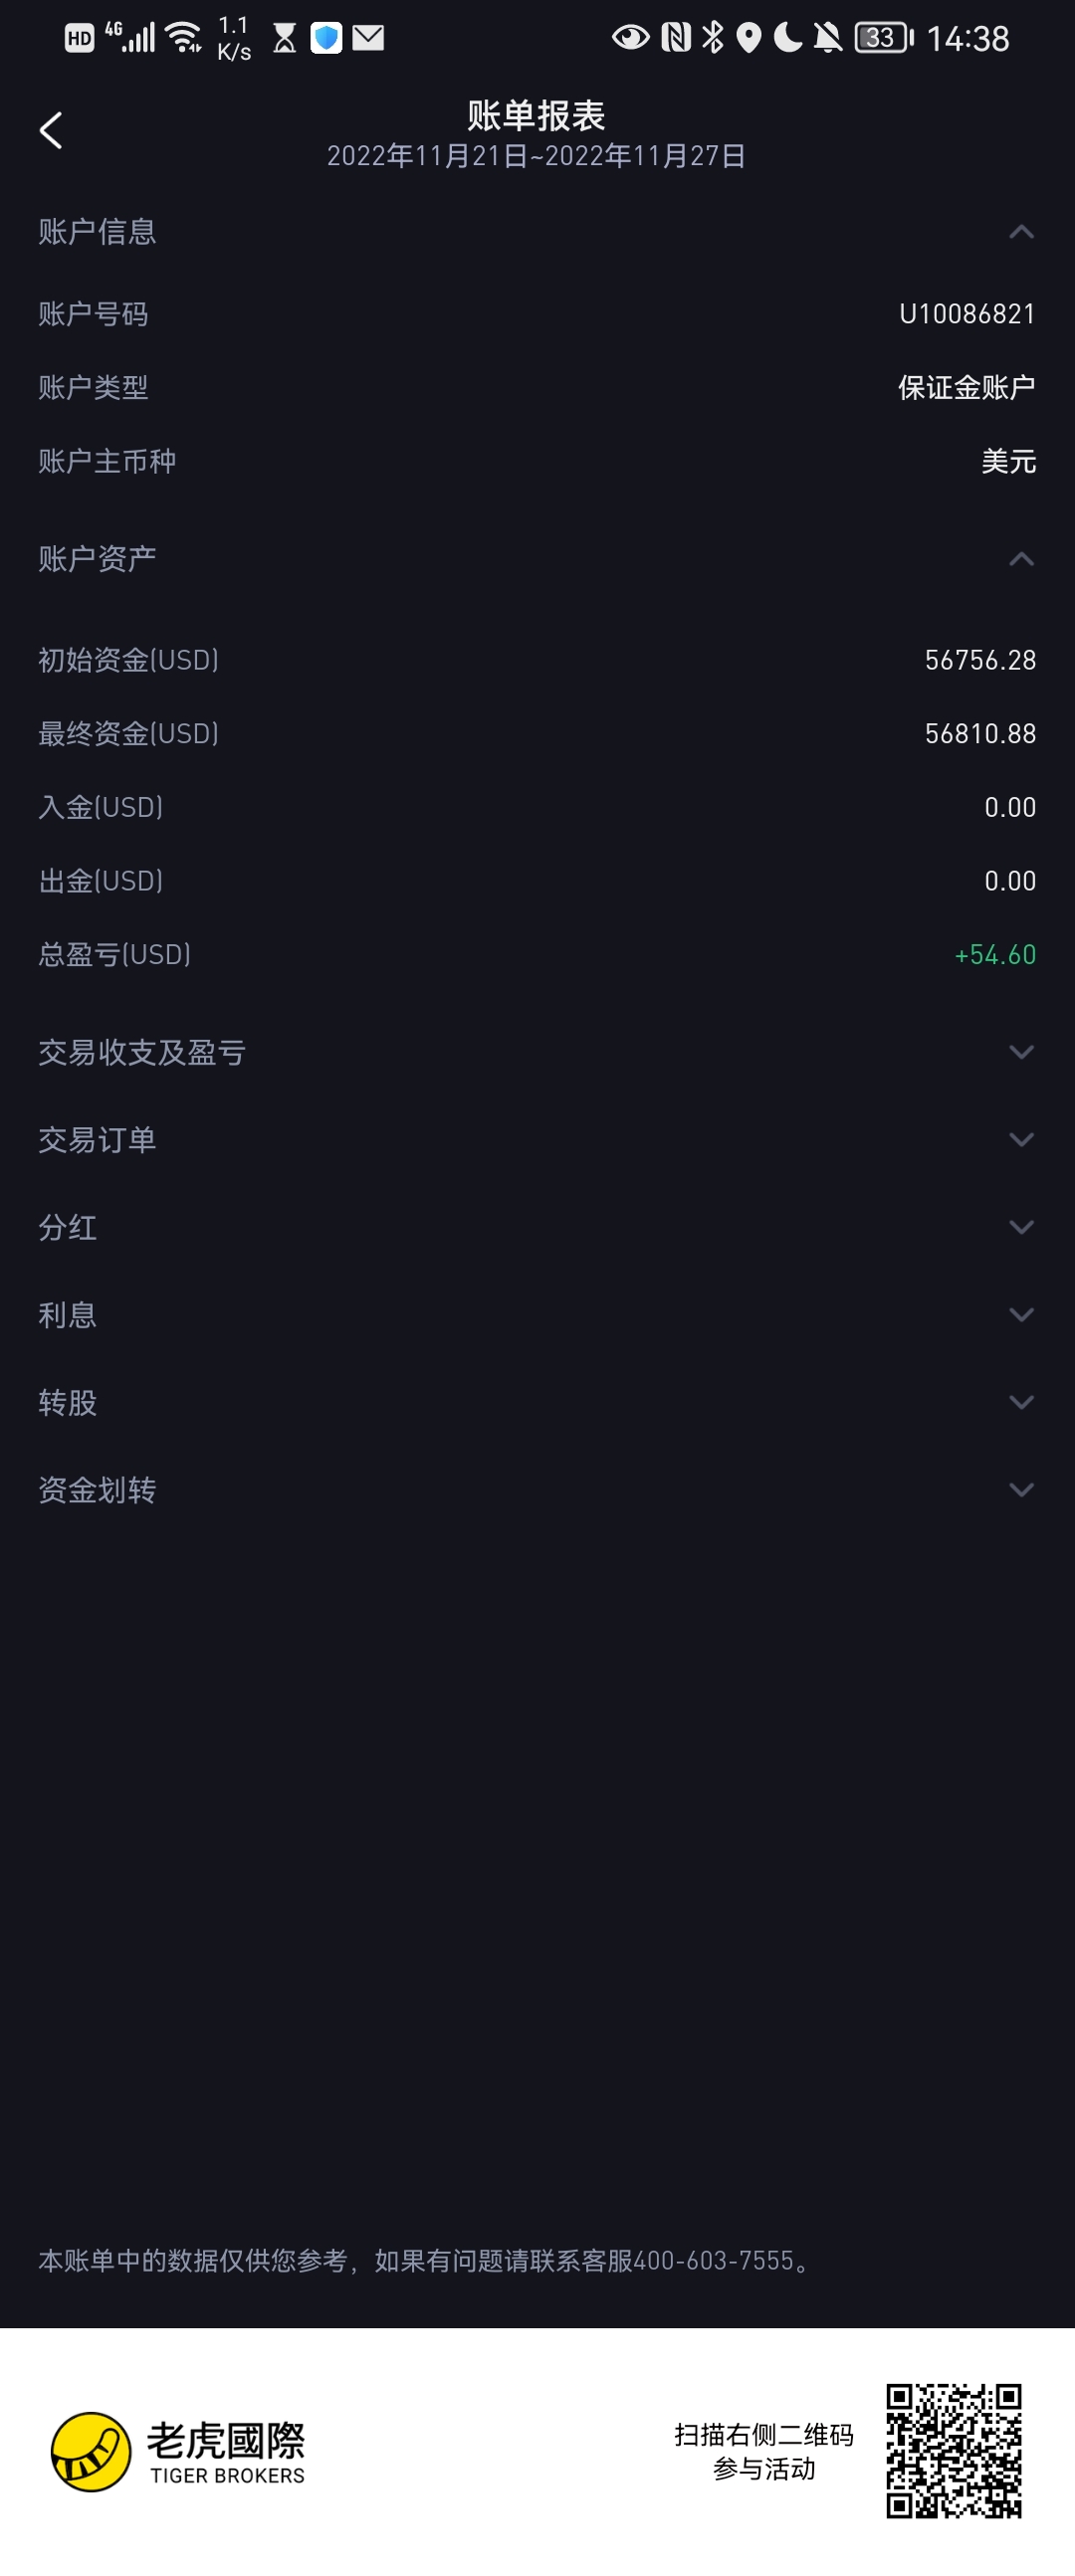 HD 4G 1.1 K/s 33 14:38
账单报表
2022年11月21日~2022年11月27日
账户信息
账户号码 U10086821
账户类型 保证金账户
账户主币种 美元
账户资产
初始资金(USD) 56756.28
最终资金(USD) 56810.88
入金(USD) 0.00
出金(USD) 0.00
总盈亏(USD) +54.60
交易收支及盈亏
交易订单
分红
利息
转股
资金划转
本账单中的数据仅供您参考，如果有问题请联系客服400-603-7555。
老虎國際
TIGER BROKERS
扫描右侧二维码
参与活动